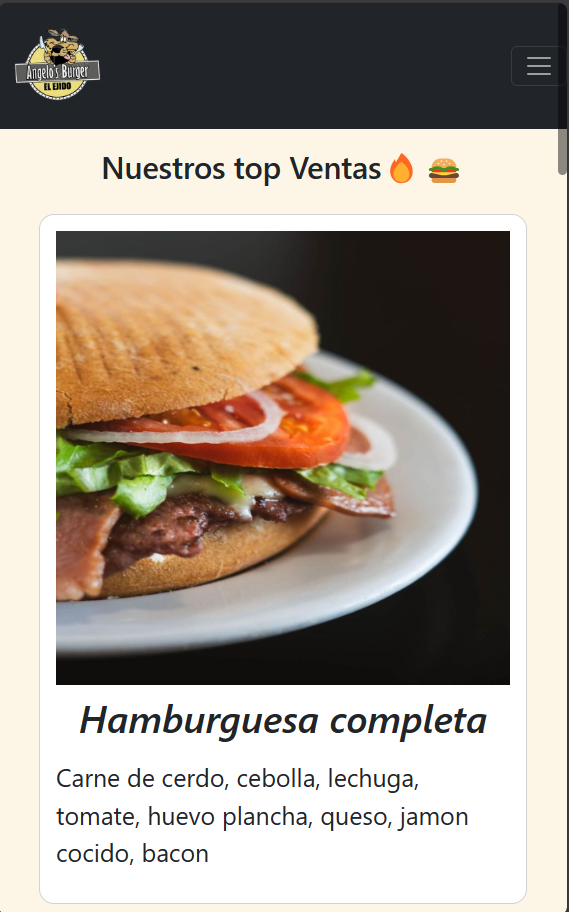 Angelo's Burger
EL EJIDO
Nuestros top Ventas🔥 🍔
Hamburguesa completa
Carne de cerdo, cebolla, lechuga,
tomate, huevo plancha, queso, jamon
cocido, bacon